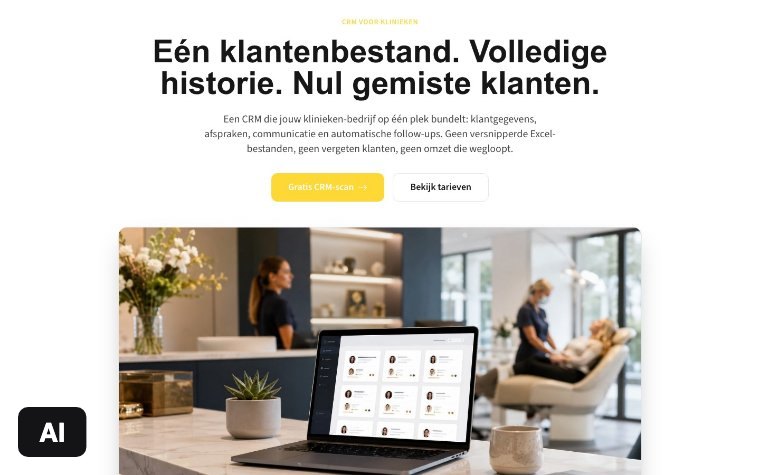 CRM VOOR KLINIEKEN
Eén klantenbestand. Volledige
historie. Nul gemiste klanten.
Een CRM die jouw klinieken-bedrijf op één plek bundelt: klantgegevens,
afspraken, communicatie en automatische follow-ups. Geen versnipperde Excel-
bestanden, geen vergeten klanten, geen omzet die wegloopt.
Gratis CRM-scan →
Bekijk tarieven
AI